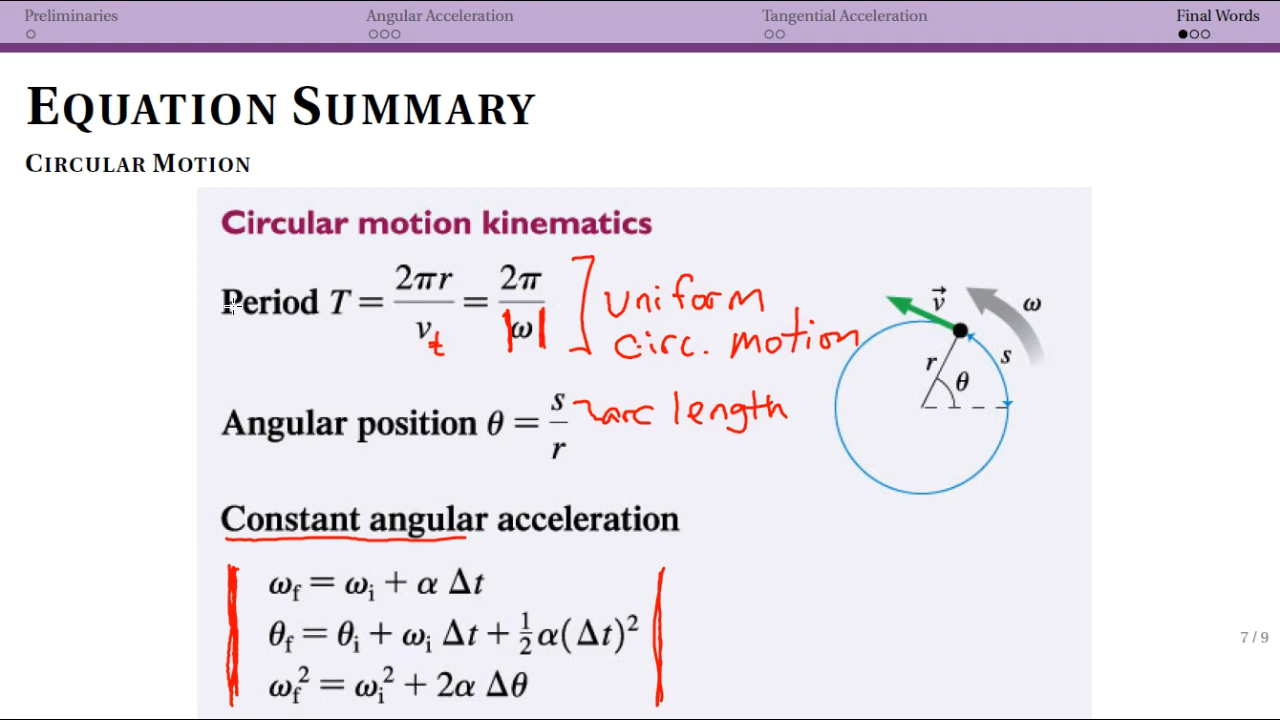 Preliminaries Angular Acceleration Tangential Acceleration Final Words
EQUATION SUMMARY
CIRCULAR MOTION
Circular motion kinematics
Period T = 2πr / v_t = 2π / |ω| ] uniform
circ. motion
Angular position θ = s / r arc length
v⃗ ω
r θ s
Constant angular acceleration
ω_f = ω_i + α Δt
θ_f = θ_i + ω_i Δt + ½α(Δt)²
7 / 9
ω_f² = ω_i² + 2α Δθ